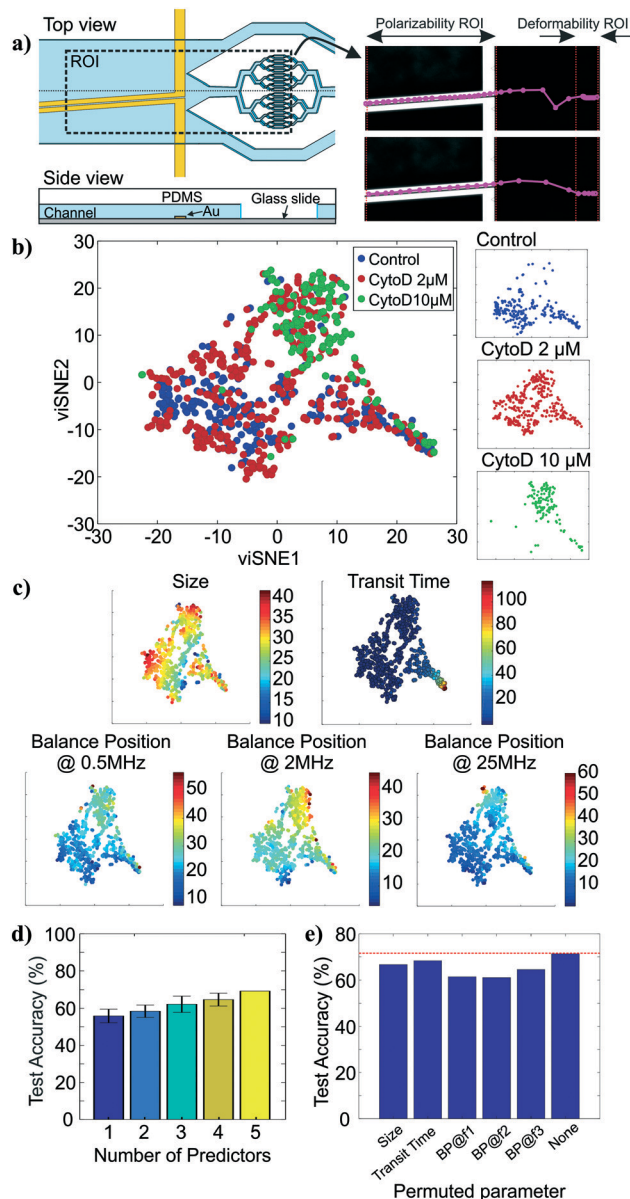 a)
Top view
ROI
Polarizability ROI
Deformability ROI
Side view
PDMS
Glass slide
Channel
Au
b)
30
20
10
0
-10
-20
-30
viSNE2
-30
-20
-10
0
10
20
30
viSNE1
Control
CytoD 2μM
CytoD10μM
Control
CytoD 2 μM
CytoD 10 μM
c)
Size
40
35
30
25
20
15
10
Transit Time
100
80
60
40
20
Balance Position
@ 0.5MHz
50
40
30
20
10
Balance Position
@ 2MHz
40
30
20
10
Balance Position
@ 25MHz
60
50
40
30
20
10
d)
Test Accuracy (%)
100
80
60
40
20
0
1 2 3 4 5
Number of Predictors
e)
Test Accuracy (%)
80
60
40
20
0
Size
Transit Time
BP@f1
BP@f2
BP@f3
None
Permuted parameter